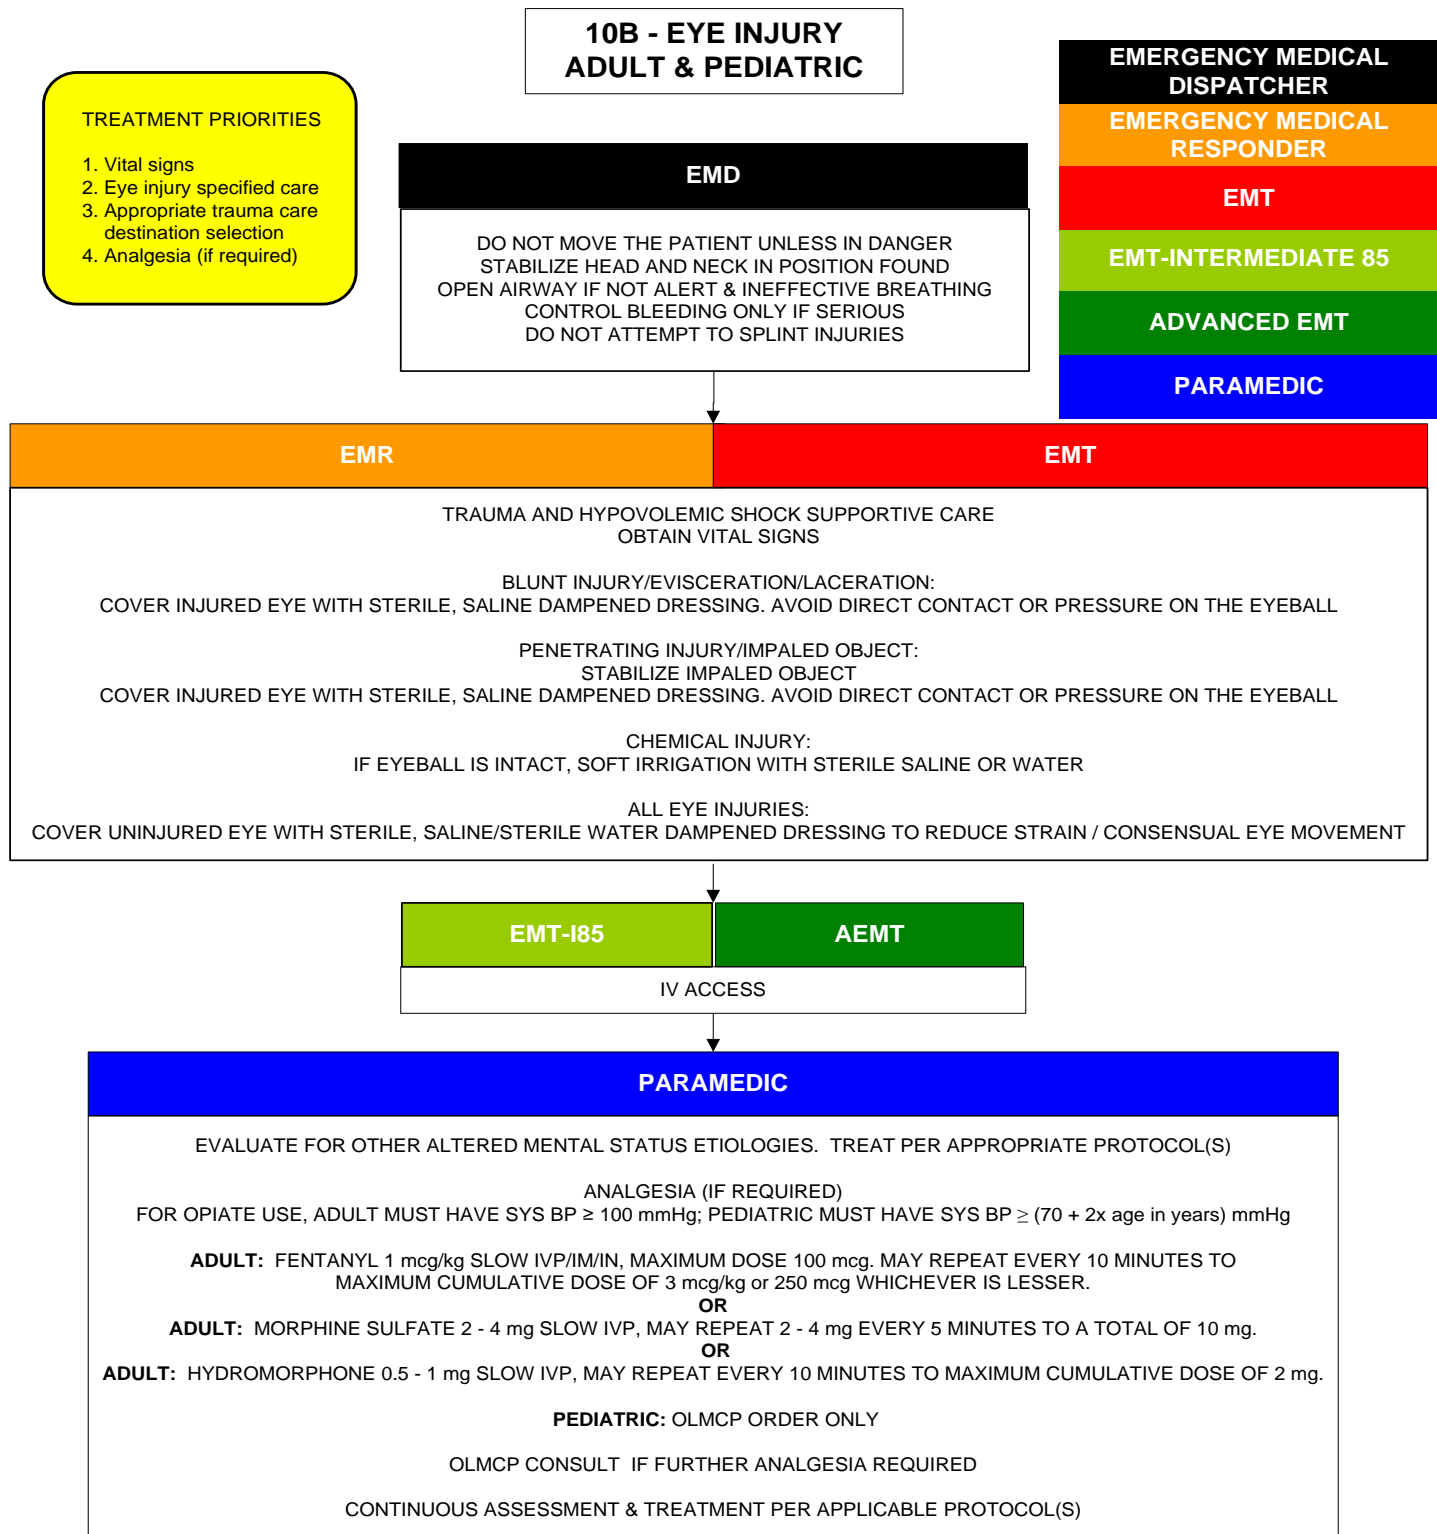 10B - EYE INJURY
ADULT & PEDIATRIC
TREATMENT PRIORITIES
1. Vital signs
2. Eye injury specified care
3. Appropriate trauma care
destination selection
4. Analgesia (if required)
EMERGENCY MEDICAL
DISPATCHER
EMERGENCY MEDICAL
RESPONDER
EMT
EMT-INTERMEDIATE 85
ADVANCED EMT
PARAMEDIC
EMD
DO NOT MOVE THE PATIENT UNLESS IN DANGER
STABILIZE HEAD AND NECK IN POSITION FOUND
OPEN AIRWAY IF NOT ALERT & INEFFECTIVE BREATHING
CONTROL BLEEDING ONLY IF SERIOUS
DO NOT ATTEMPT TO SPLINT INJURIES
EMR
EMT
TRAUMA AND HYPOVOLEMIC SHOCK SUPPORTIVE CARE
OBTAIN VITAL SIGNS
BLUNT INJURY/EVISCERATION/LACERATION:
COVER INJURED EYE WITH STERILE, SALINE DAMPENED DRESSING. AVOID DIRECT CONTACT OR PRESSURE ON THE EYEBALL
PENETRATING INJURY/IMPALED OBJECT:
STABILIZE IMPALED OBJECT
COVER INJURED EYE WITH STERILE, SALINE DAMPENED DRESSING. AVOID DIRECT CONTACT OR PRESSURE ON THE EYEBALL
CHEMICAL INJURY:
IF EYEBALL IS INTACT, SOFT IRRIGATION WITH STERILE SALINE OR WATER
ALL EYE INJURIES:
COVER UNINJURED EYE WITH STERILE, SALINE/STERILE WATER DAMPENED DRESSING TO REDUCE STRAIN / CONSENSUAL EYE MOVEMENT
EMT-I85
AEMT
IV ACCESS
PARAMEDIC
EVALUATE FOR OTHER ALTERED MENTAL STATUS ETIOLOGIES. TREAT PER APPROPRIATE PROTOCOL(S)
ANALGESIA (IF REQUIRED)
FOR OPIATE USE, ADULT MUST HAVE SYS BP ≥ 100 mmHg; PEDIATRIC MUST HAVE SYS BP ≥ (70 + 2x age in years) mmHg
ADULT: FENTANYL 1 mcg/kg SLOW IVP/IM/IN, MAXIMUM DOSE 100 mcg. MAY REPEAT EVERY 10 MINUTES TO
MAXIMUM CUMULATIVE DOSE OF 3 mcg/kg or 250 mcg WHICHEVER IS LESSER.
OR
ADULT: MORPHINE SULFATE 2 - 4 mg SLOW IVP, MAY REPEAT 2 - 4 mg EVERY 5 MINUTES TO A TOTAL OF 10 mg.
OR
ADULT: HYDROMORPHONE 0.5 - 1 mg SLOW IVP, MAY REPEAT EVERY 10 MINUTES TO MAXIMUM CUMULATIVE DOSE OF 2 mg.
PEDIATRIC: OLMCP ORDER ONLY
OLMCP CONSULT IF FURTHER ANALGESIA REQUIRED
CONTINUOUS ASSESSMENT & TREATMENT PER APPLICABLE PROTOCOL(S)